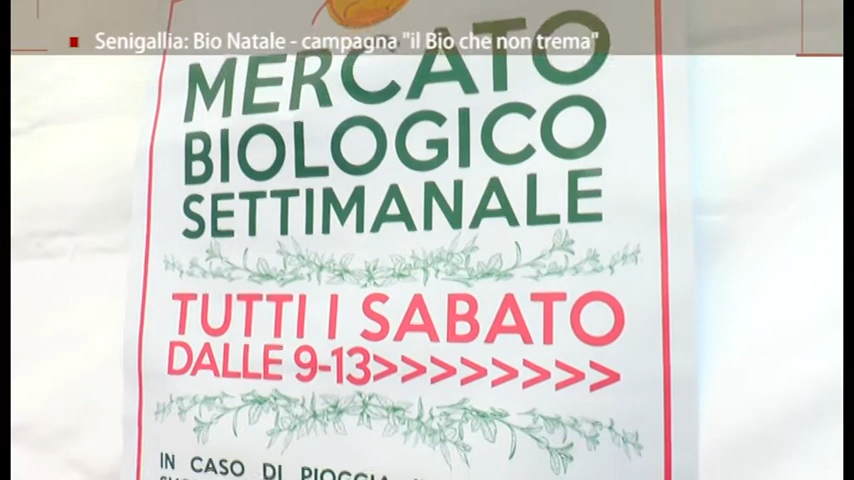 Senigallia: Bio Natale - campagna "il Bio che non trema"
MERCATO
BIOLOGICO
SETTIMANALE
TUTTI I SABATO
DALLE 9-13>>>>>>>>>
IN CASO DI PIOGGIA